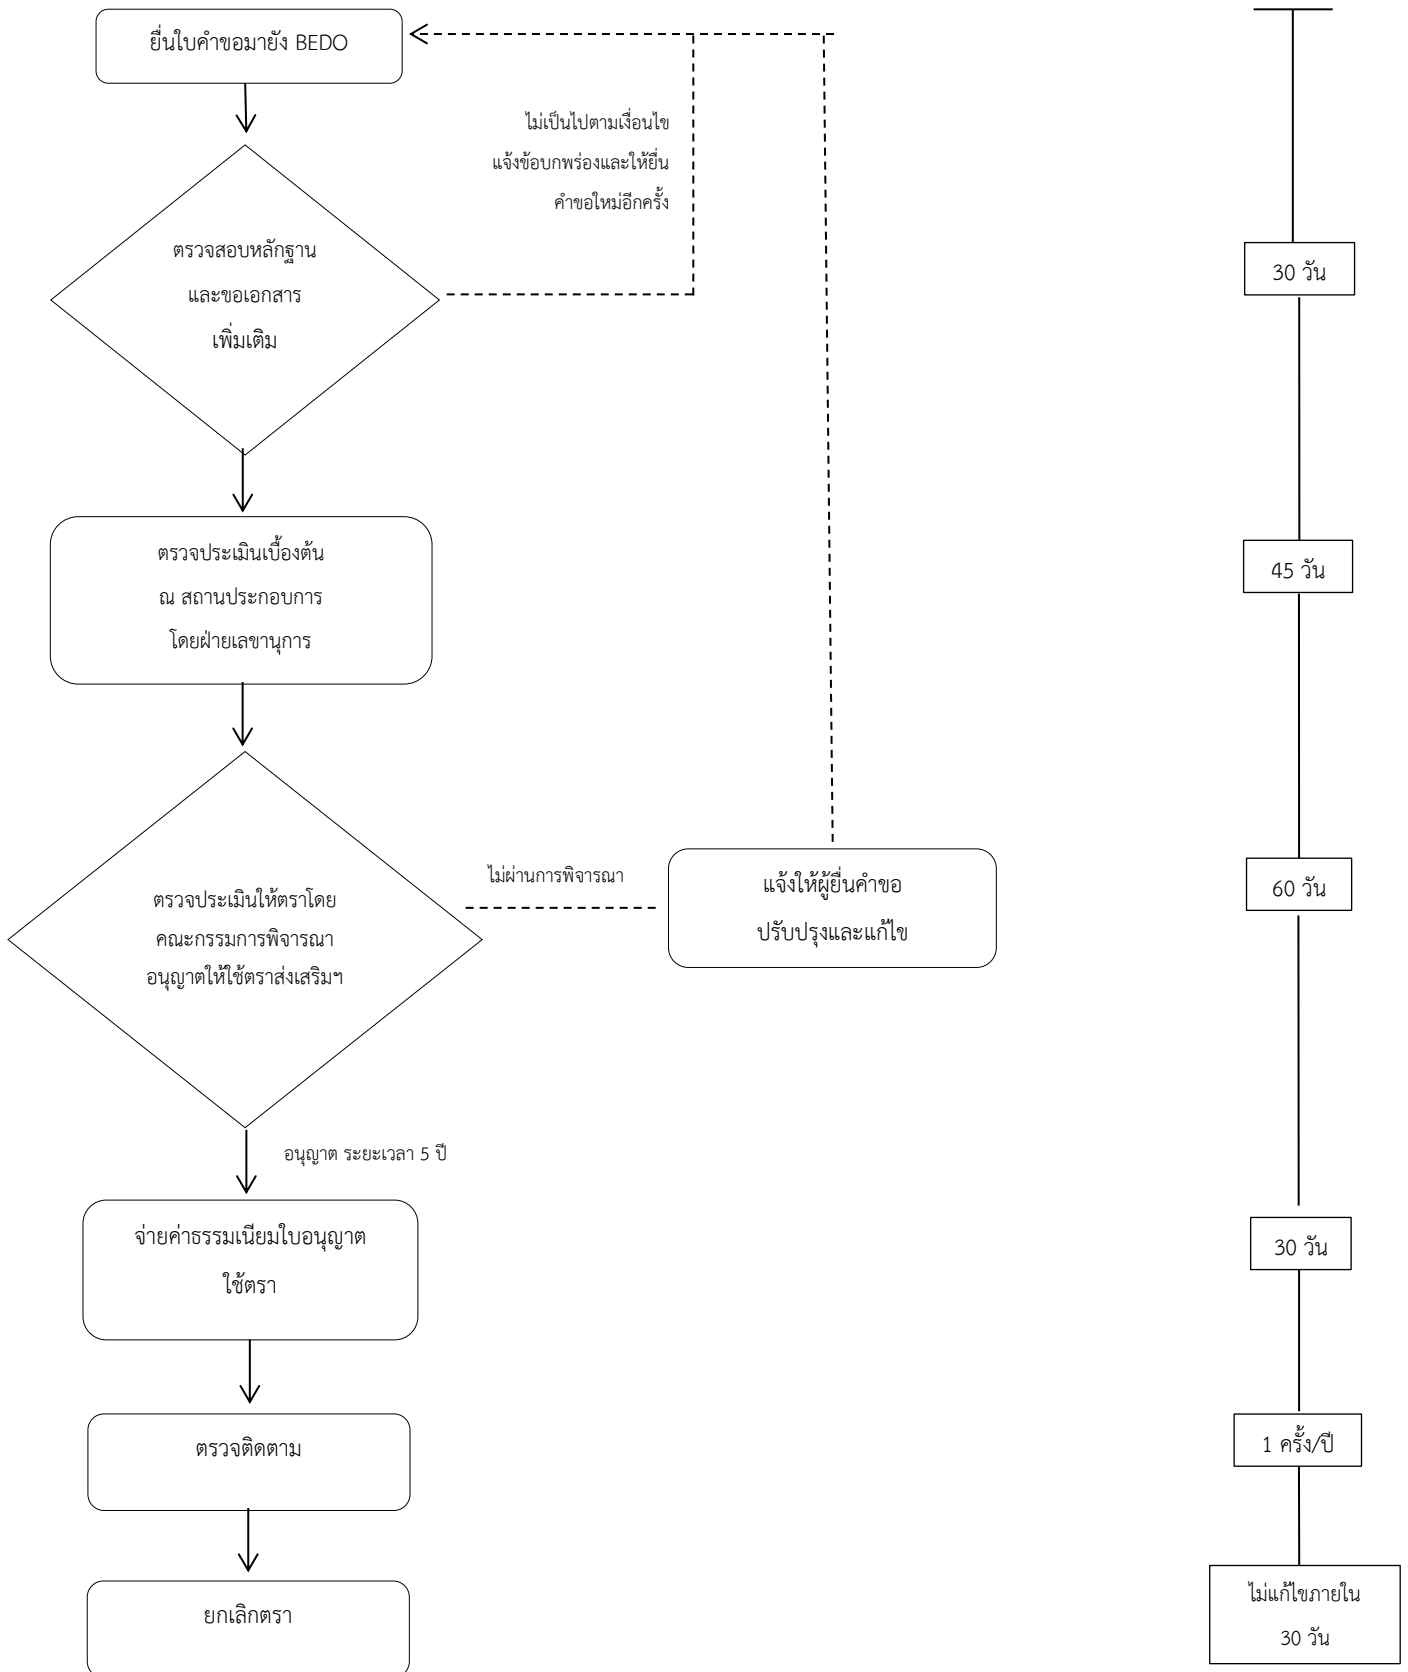 ยื่นใบคำขอมายัง BEDO
ไม่เป็นไปตามเงื่อนไข
แจ้งข้อบกพร่องและให้ยื่น
คำขอใหม่อีกครั้ง
ตรวจสอบหลักฐาน
และขอเอกสาร
เพิ่มเติม
30 วัน
ตรวจประเมินเบื้องต้น
ณ สถานประกอบการ
โดยฝ่ายเลขานุการ
45 วัน
ตรวจประเมินให้ตราโดย
คณะกรรมการพิจารณา
อนุญาตให้ใช้ตราส่งเสริมฯ
ไม่ผ่านการพิจารณา
แจ้งให้ผู้ยื่นคำขอ
ปรับปรุงและแก้ไข
60 วัน
อนุญาต ระยะเวลา 5 ปี
จ่ายค่าธรรมเนียมใบอนุญาต
ใช้ตรา
30 วัน
ตรวจติดตาม
1 ครั้ง/ปี
ยกเลิกตรา
ไม่แก้ไขภายใน
30 วัน